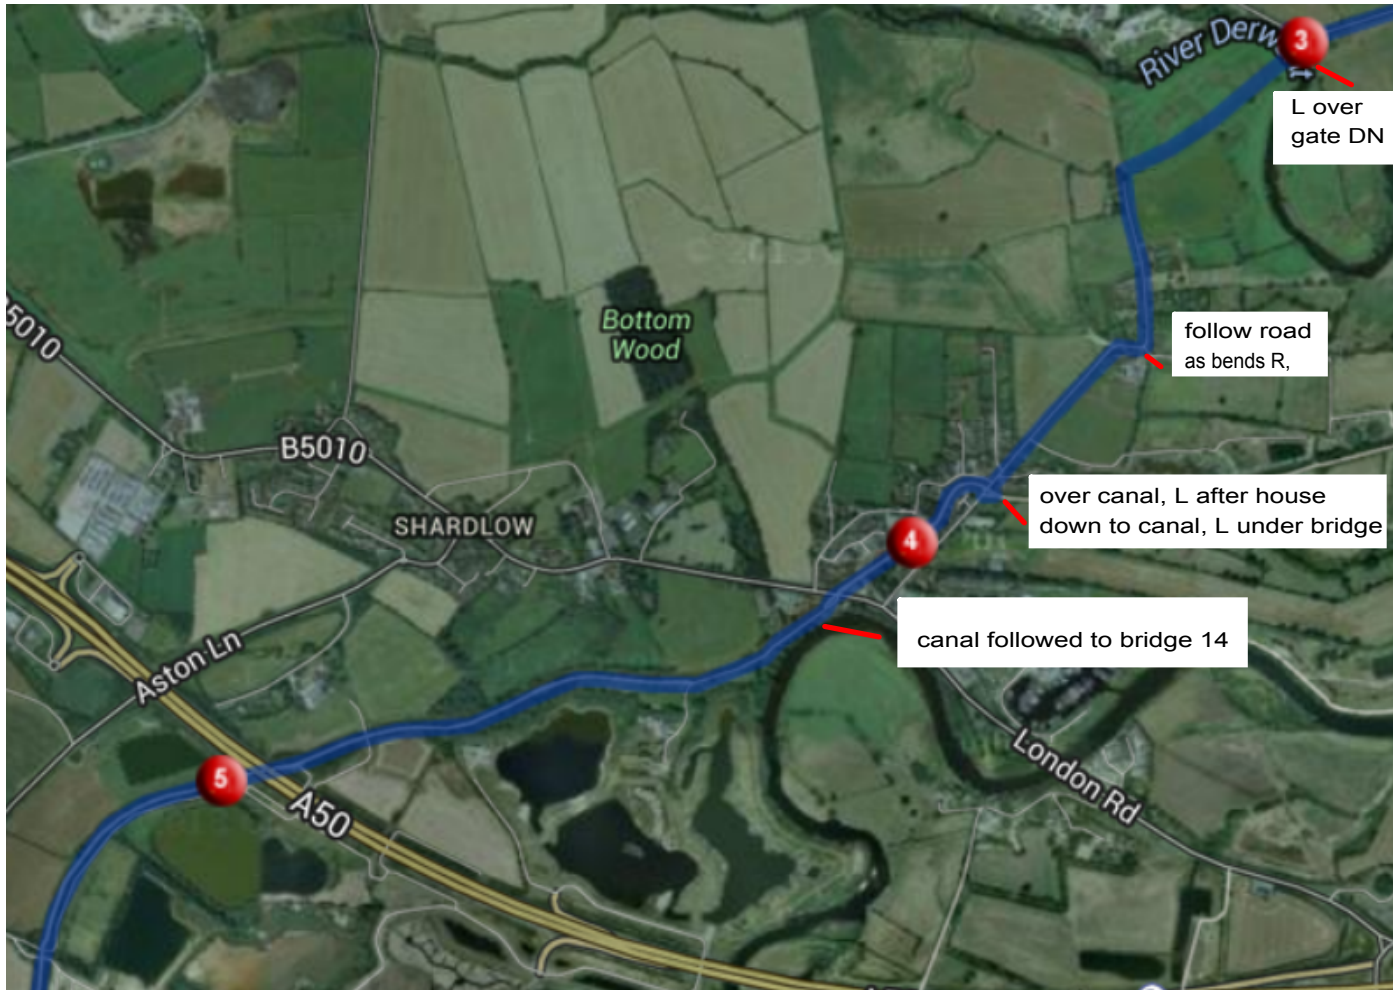 River Derw
3
L over
gate DN
follow road
as bends R,
Bottom
Wood
B5010
B5010
SHARDLOW
over canal, L after house
down to canal, L under bridge
4
canal followed to bridge 14
Aston Ln
London Rd
5
A50